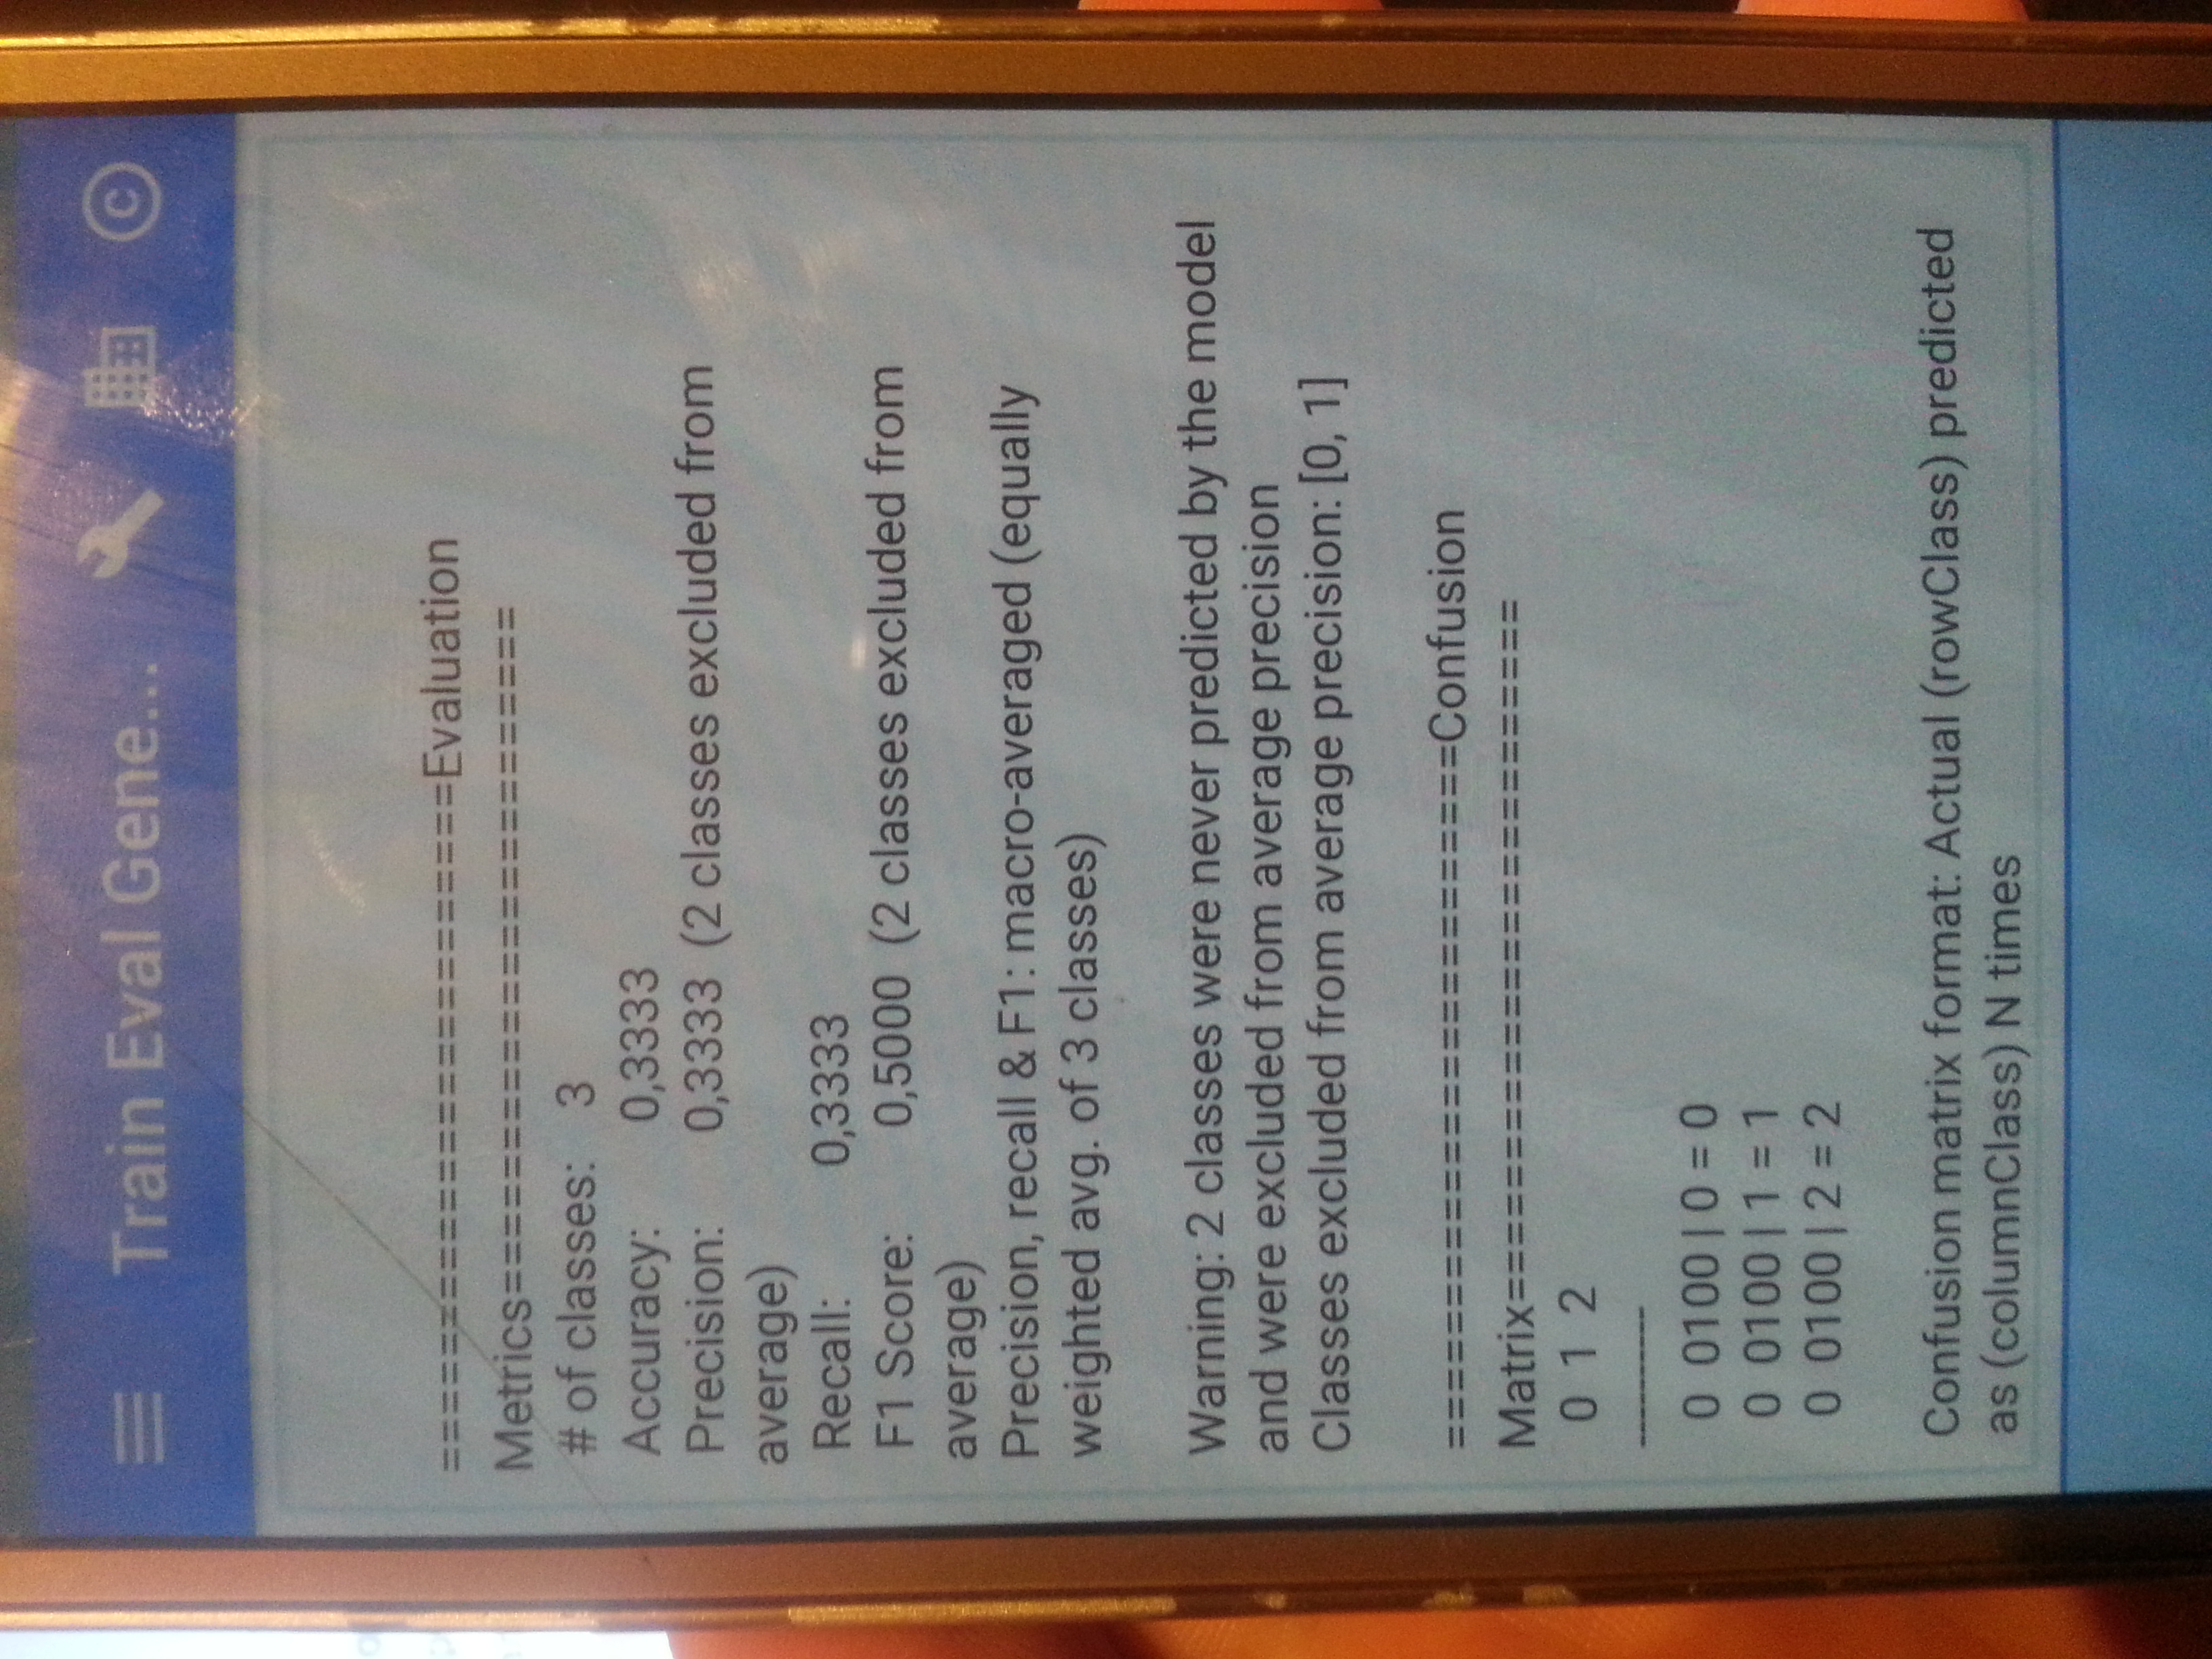 Train Eval Gene...
========================Evaluation
Metrics========================
# of classes: 3
Accuracy: 0,3333
Precision: 0,3333 (2 classes excluded from
average)
Recall: 0,3333
F1 Score: 0,5000 (2 classes excluded from
average)
Precision, recall & F1: macro-averaged (equally
weighted avg. of 3 classes)
Warning: 2 classes were never predicted by the model
and were excluded from average precision
Classes excluded from average precision: [0, 1]
=========================Confusion
Matrix=========================
0 1 2
----------
0 0100 | 0 = 0
0 0100 | 1 = 1
0 0100 | 2 = 2
Confusion matrix format: Actual (rowClass) predicted
as (columnClass) N times